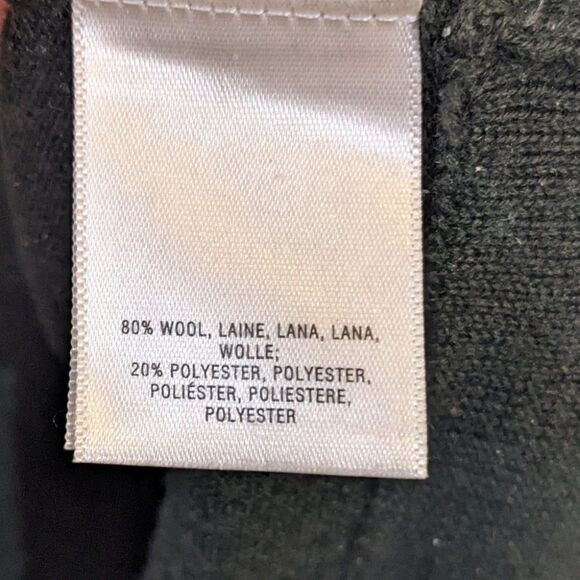 80% WOOL, LAINE, LANA, LANA,
WOLLE;
20% POLYESTER, POLYESTER,
POLIÉSTER, POLIESTERE,
POLYESTER